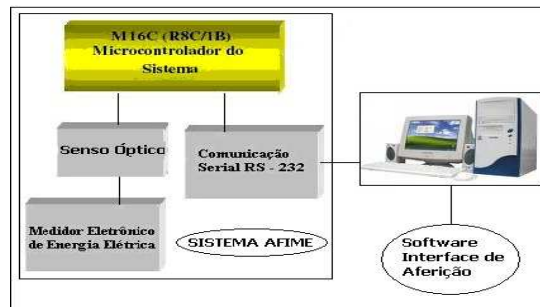 M16C (R8C/1B)
Microcontrolador do
Sistema
Senso Óptico
Comunicação
Serial RS - 232
Medidor Eletrônico
de Energia Elétrica
SISTEMA AFIME
Software
Interface de
Aferição